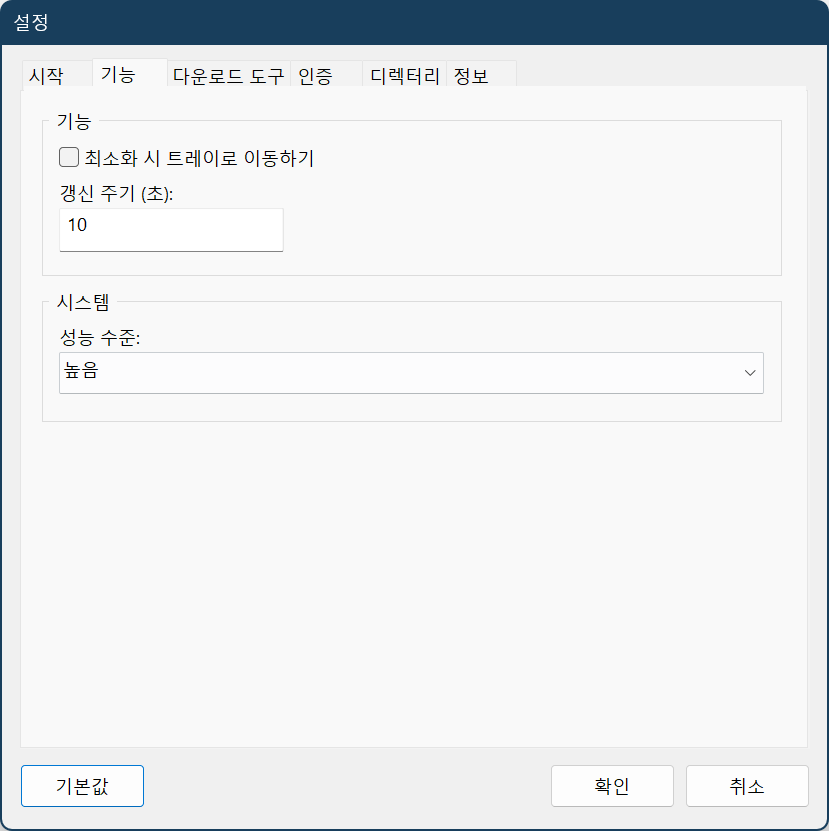 설정
시작 기능 다운로드 도구 인증 디렉터리 정보
기능
최소화 시 트레이로 이동하기
갱신 주기 (초):
10
시스템
성능 수준:
높음
기본값 확인 취소